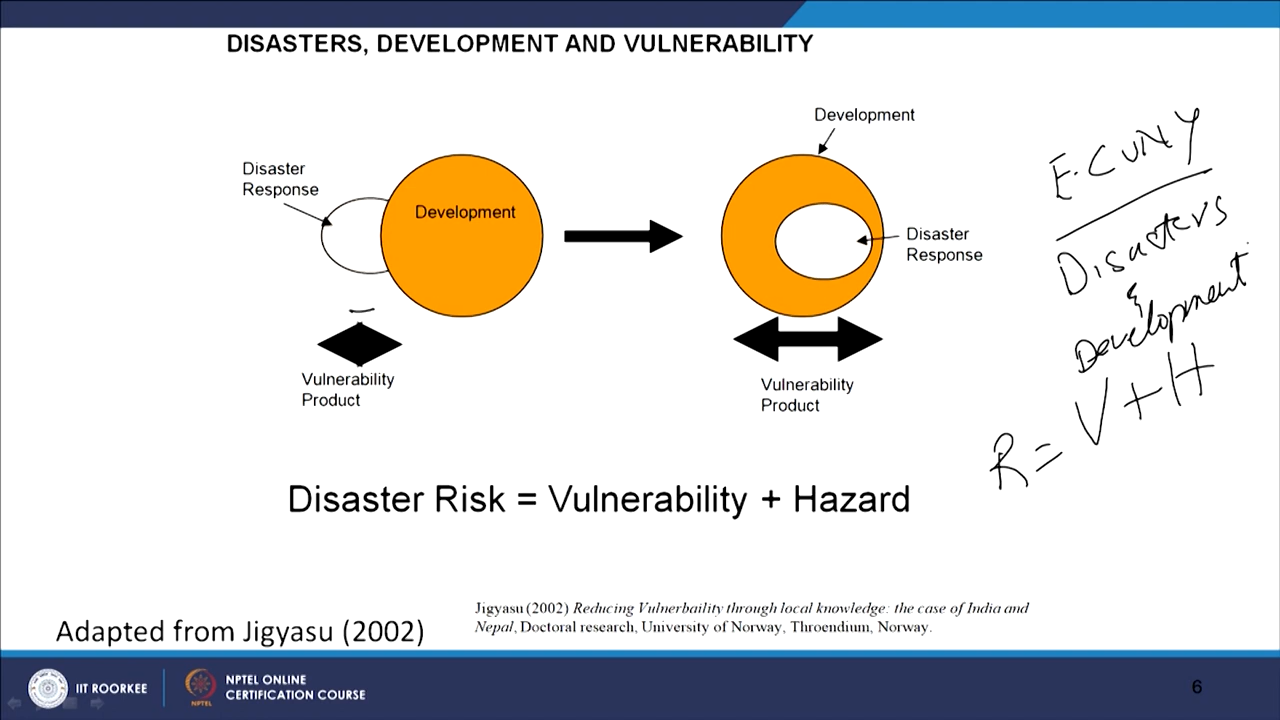 DISASTERS, DEVELOPMENT AND VULNERABILITY
Disaster
Response
Development
Vulnerability
Product
Development
Disaster
Response
Vulnerability
Product
E. CUNY
Disasters
&
Development
R = V + H
Disaster Risk = Vulnerability + Hazard
Adapted from Jigyasu (2002)
Jigyasu (2002) Reducing Vulnerbaility through local knowledge: the case of India and
Nepal, Doctoral research, University of Norway, Throendium, Norway.
IIT ROORKEE
NPTEL
NPTEL ONLINE
CERTIFICATION COURSE
6